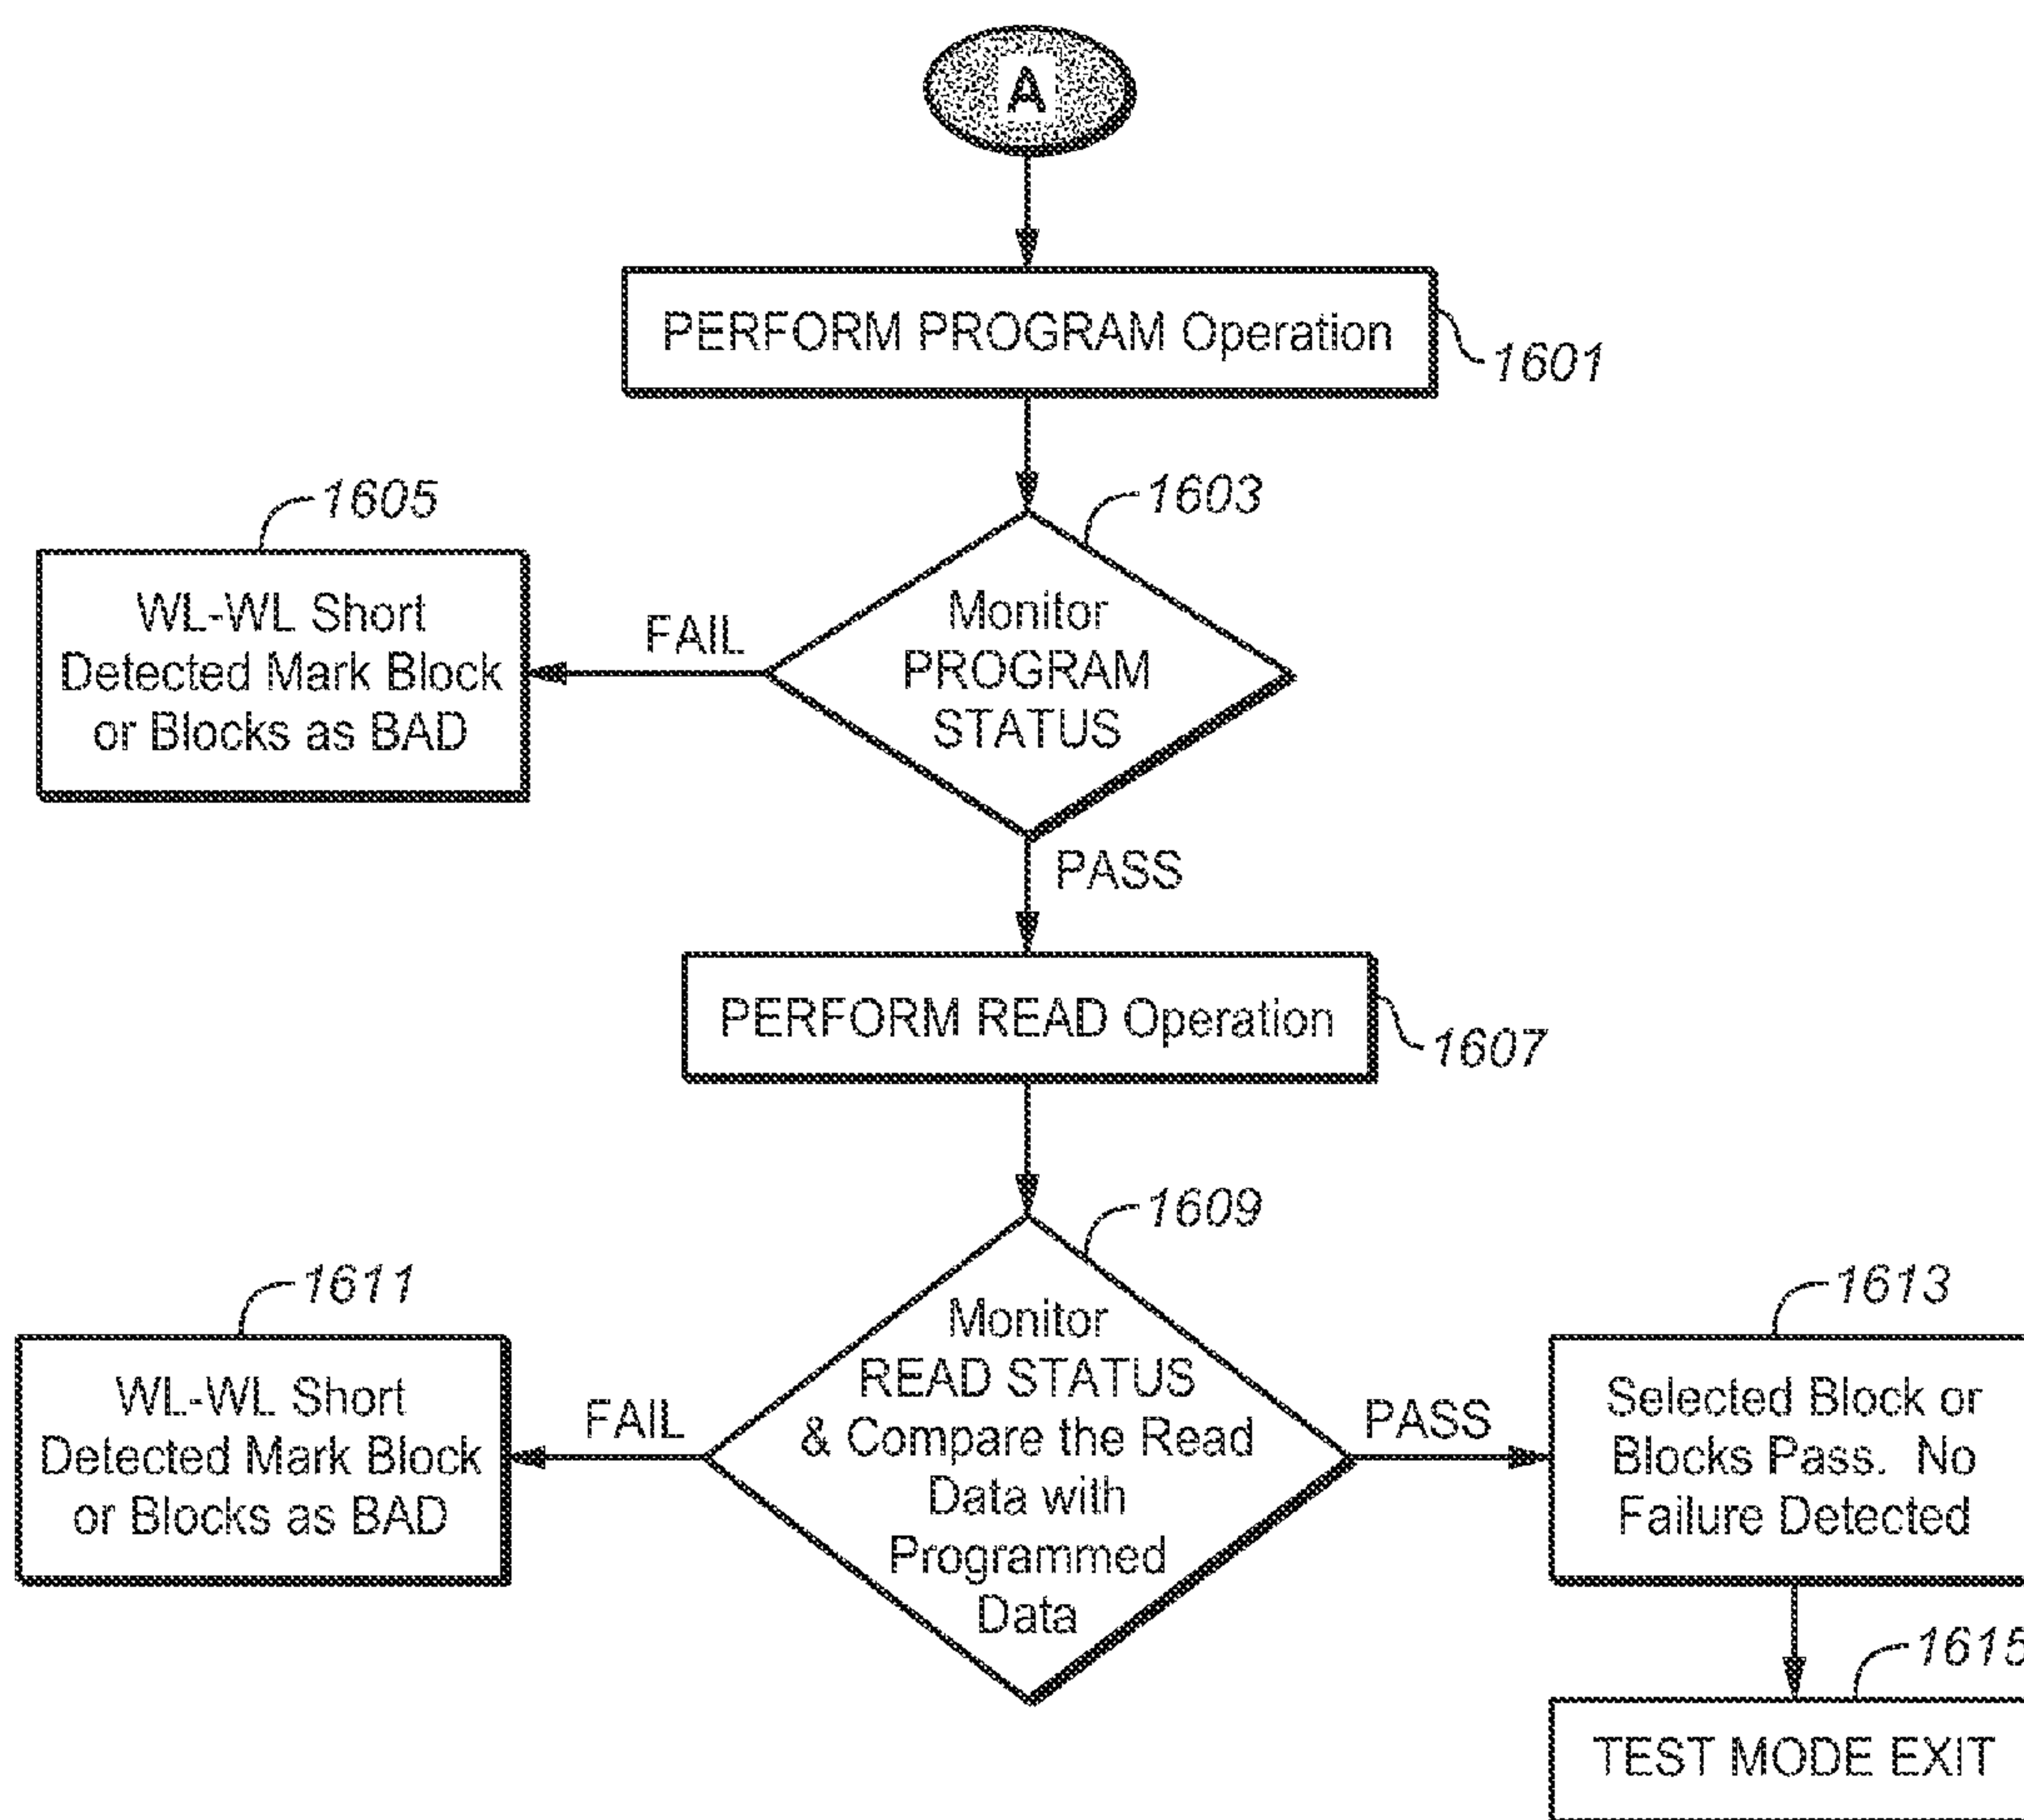 A
PERFORM PROGRAM Operation
1601
1603
Monitor
PROGRAM
STATUS
1605
WL-WL Short
Detected Mark Block
or Blocks as BAD
FAIL
PASS
PERFORM READ Operation
1607
1609
Monitor
READ STATUS
& Compare the Read
Data with
Programmed
Data
1611
WL-WL Short
Detected Mark Block
or Blocks as BAD
FAIL
PASS
1613
Selected Block or
Blocks Pass. No
Failure Detected
1615
TEST MODE EXIT